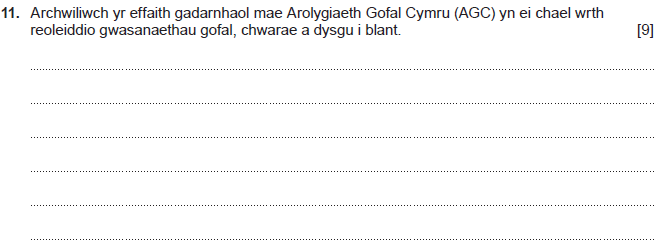 11. Archwiliwch yr effaith gadarnhaol mae Arolygiaeth Gofal Cymru (AGC) yn ei chael wrth
reoleiddio gwasanaethau gofal, chwarae a dysgu i blant. [9]